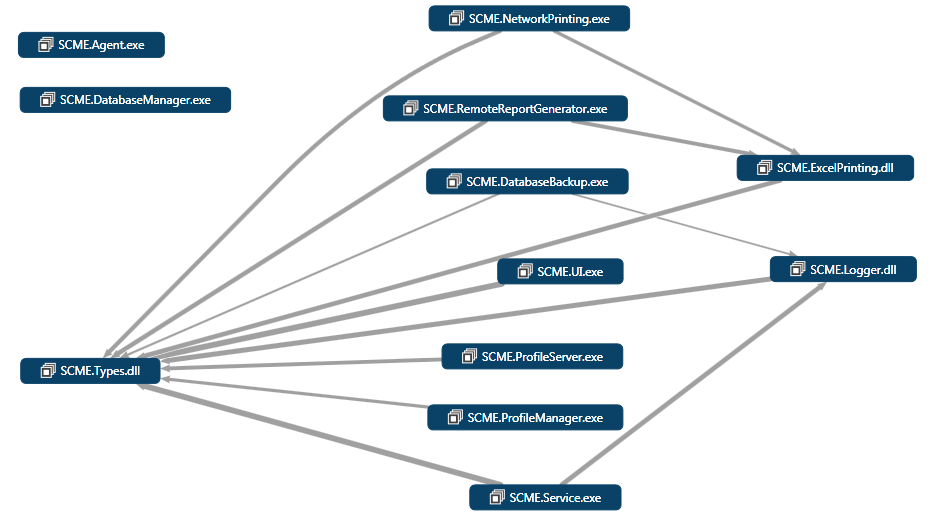 SCME.NetworkPrinting.exe
SCME.Agent.exe
SCME.DatabaseManager.exe
SCME.RemoteReportGenerator.exe
SCME.ExcelPrinting.dll
SCME.DatabaseBackup.exe
SCME.UI.exe
SCME.Logger.dll
SCME.ProfileServer.exe
SCME.Types.dll
SCME.ProfileManager.exe
SCME.Service.exe